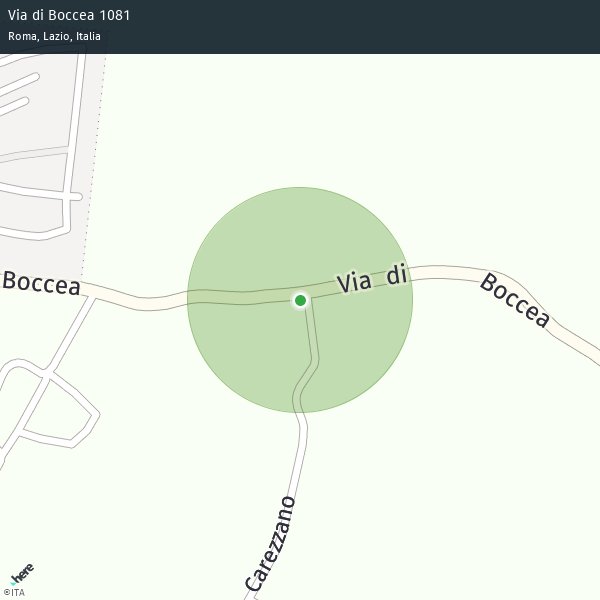 Via di Boccea 1081
Roma, Lazio, Italia
Via di
Boccea
Boccea
Carezzano
here
©ITA